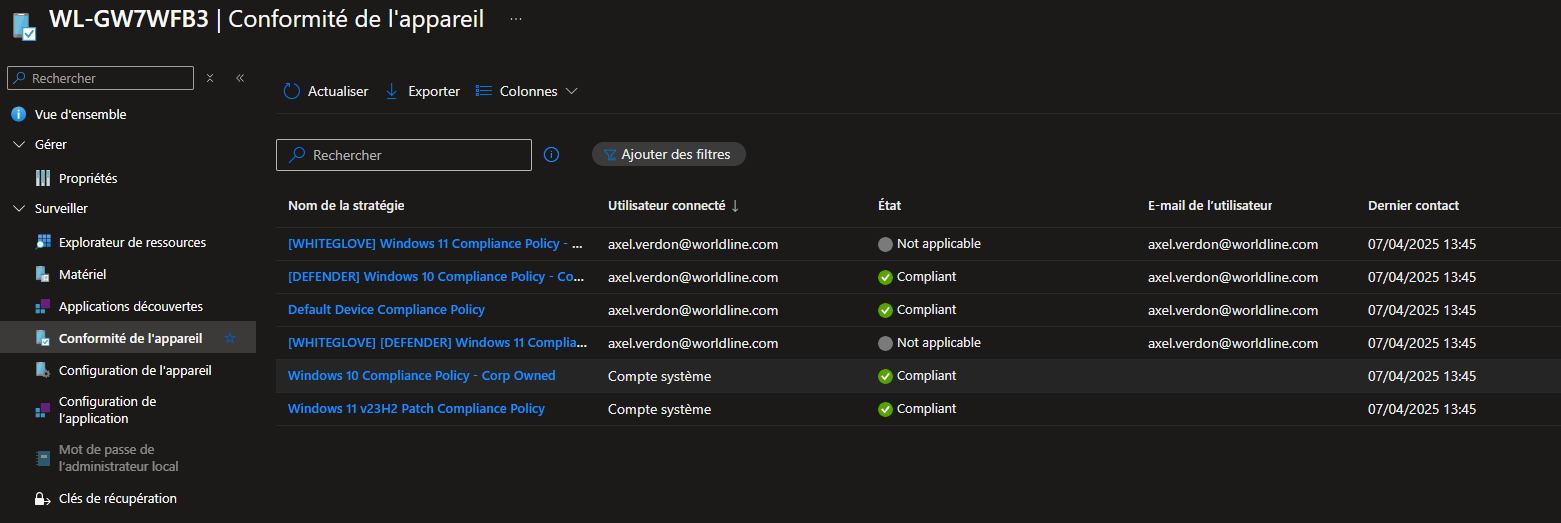 WL-GW7WFB3 | Conformité de l'appareil ...
Rechercher
Vue d'ensemble
Gérer
Propriétés
Surveiller
Explorateur de ressources
Matériel
Applications découvertes
Conformité de l'appareil
Configuration de l'appareil
Configuration de
l'application
Mot de passe de
l'administrateur local
Clés de récupération
Actualiser Exporter Colonnes
Rechercher Ajouter des filtres
Nom de la stratégie Utilisateur connecté ↓ État E-mail de l'utilisateur Dernier contact
[WHITEGLOVE] Windows 11 Compliance Policy - ... axel.verdon@worldline.com Not applicable axel.verdon@worldline.com 07/04/2025 13:45
[DEFENDER] Windows 10 Compliance Policy - Co... axel.verdon@worldline.com Compliant axel.verdon@worldline.com 07/04/2025 13:45
Default Device Compliance Policy axel.verdon@worldline.com Compliant axel.verdon@worldline.com 07/04/2025 13:45
[WHITEGLOVE] [DEFENDER] Windows 11 Complia... axel.verdon@worldline.com Not applicable axel.verdon@worldline.com 07/04/2025 13:45
Windows 10 Compliance Policy - Corp Owned Compte système Compliant 07/04/2025 13:45
Windows 11 v23H2 Patch Compliance Policy Compte système Compliant 07/04/2025 13:45